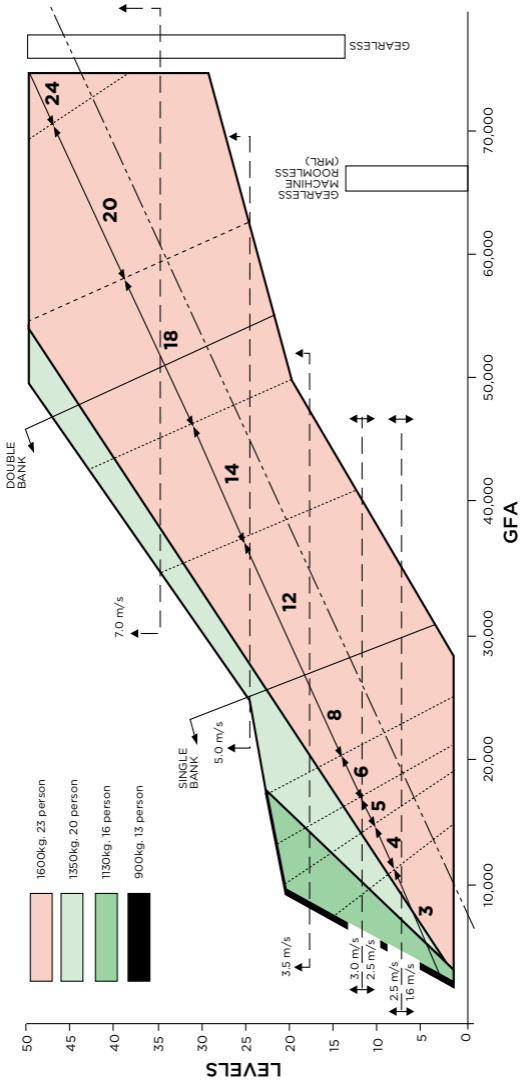 1600kg. 23 person
1350kg. 20 person
1130kg. 16 person
900kg. 13 person
DOUBLE
BANK
SINGLE
BANK
7.0 m/s
5.0 m/s
3.5 m/s
3.0 m/s
2.5 m/s
2.5 m/s
1.6 m/s
3
4
5
6
8
12
14
18
20
24
GEARLESS
GEARLESS
MACHINE
ROOMLESS
(MRL)
LEVELS
50
45
40
35
30
25
20
15
10
5
0
10,000
20,000
30,000
40,000
50,000
60,000
70,000
GFA